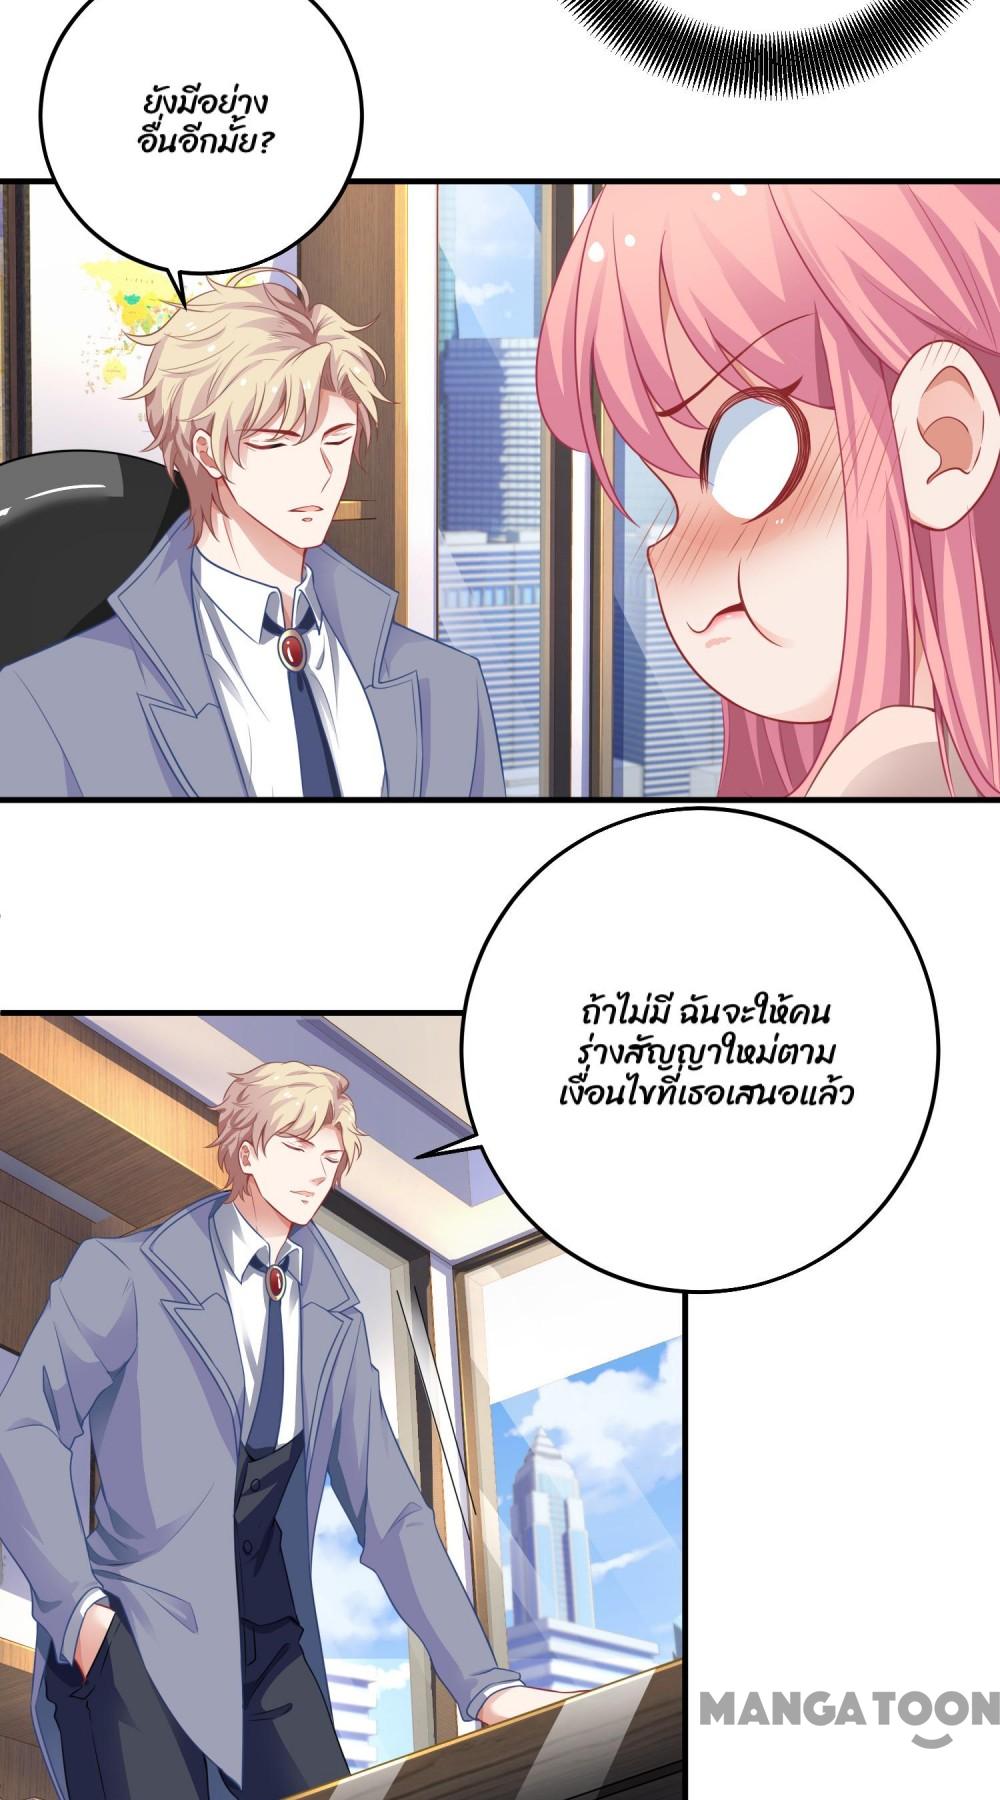 ยังมีอย่าง
อื่นอีกมั้ย?
ถ้าไม่มี ฉันจะให้คน
ร่างสัญญาใหม่ตาม
เงื่อนไขที่เธอเสนอแล้ว
MANGATOON